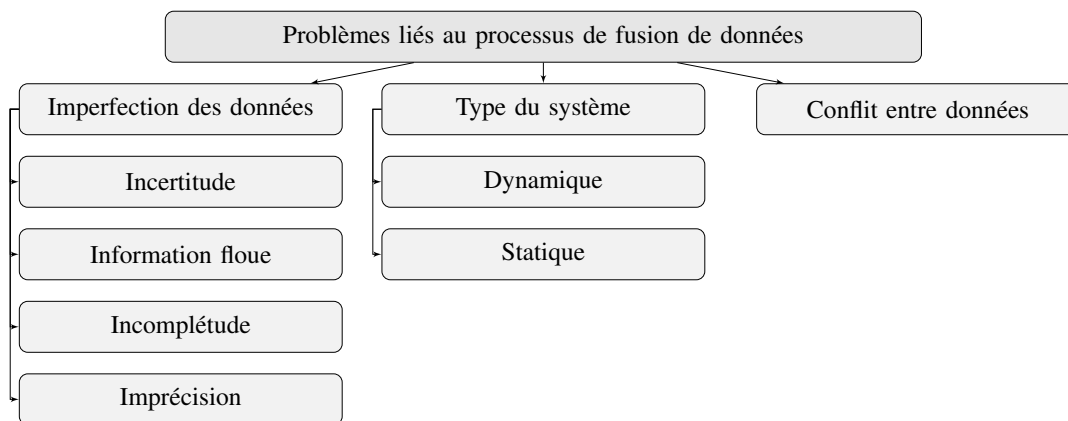 Problèmes liés au processus de fusion de données
Imperfection des données
Type du système
Conflit entre données
Incertitude
Dynamique
Information floue
Statique
Incomplétude
Imprécision